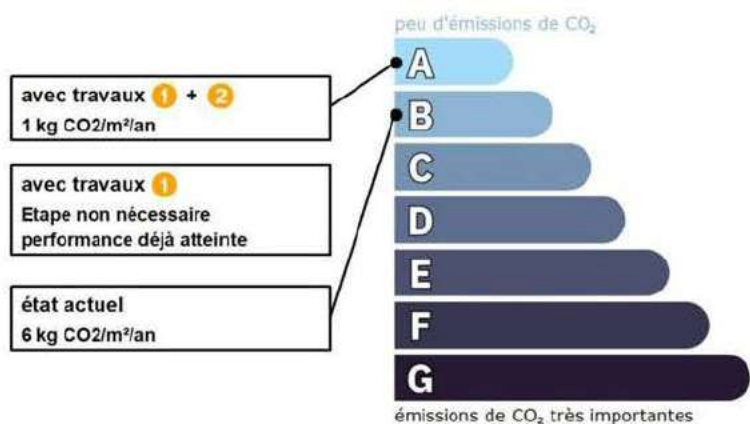 peu d'émissions de CO₂
avec travaux 1 + 2
1 kg CO2/m²/an
avec travaux 1
Etape non nécessaire
performance déjà atteinte
état actuel
6 kg CO2/m²/an
A
B
C
D
E
F
G
émissions de CO₂ très importantes